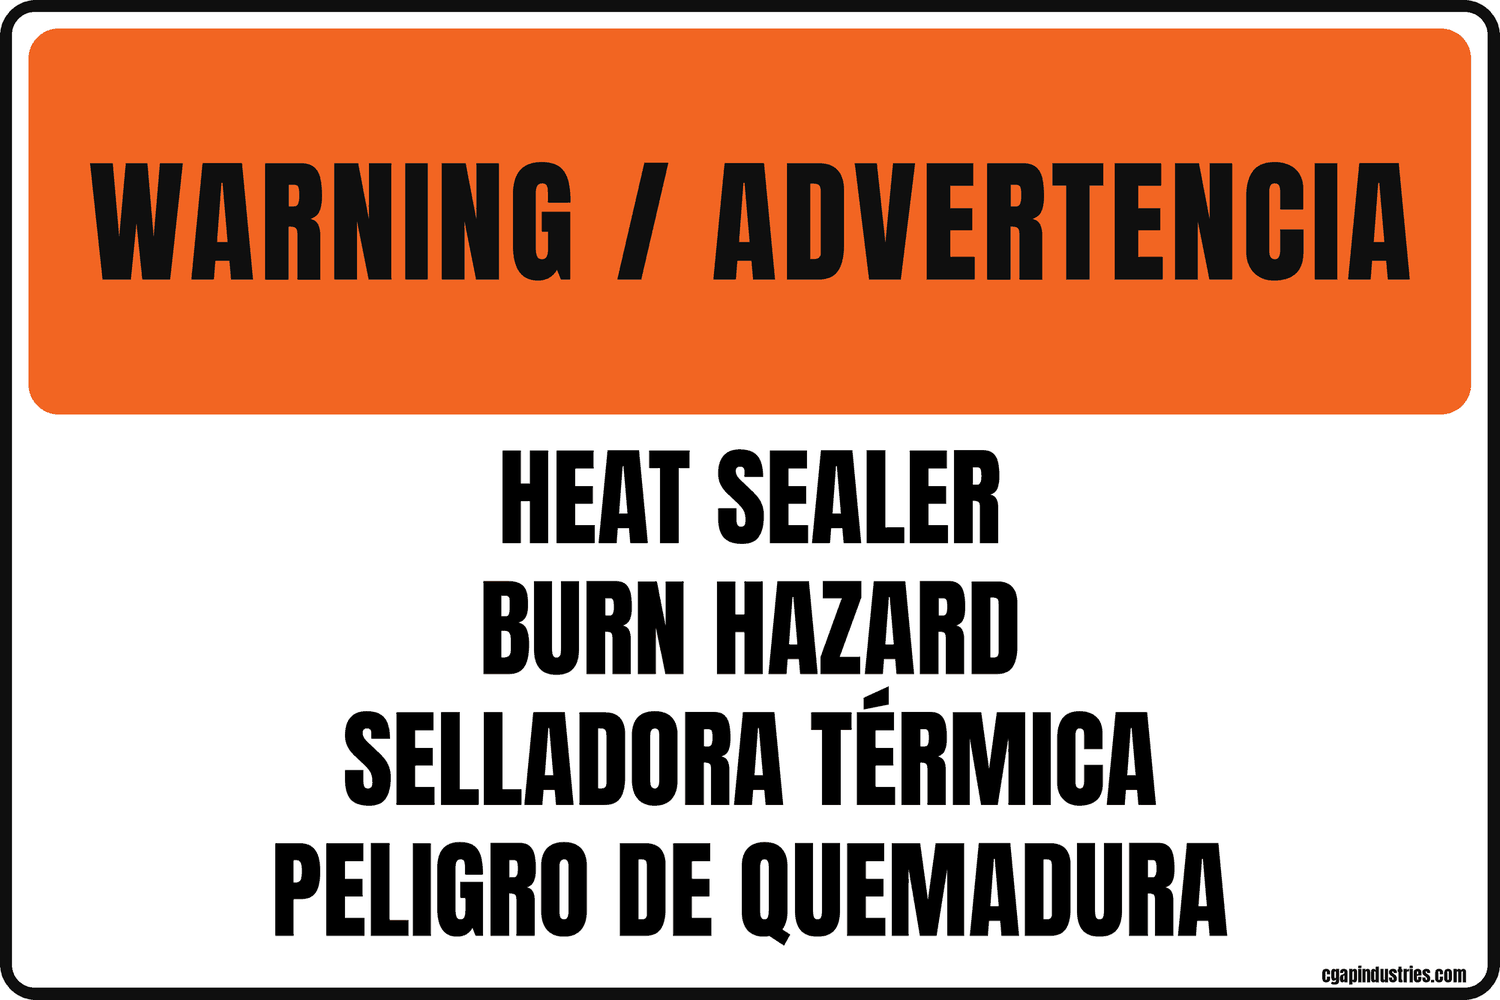 WARNING / ADVERTENCIA
HEAT SEALER
BURN HAZARD
SELLADORA TÉRMICA
PELIGRO DE QUEMADURA
cgapindustries.com